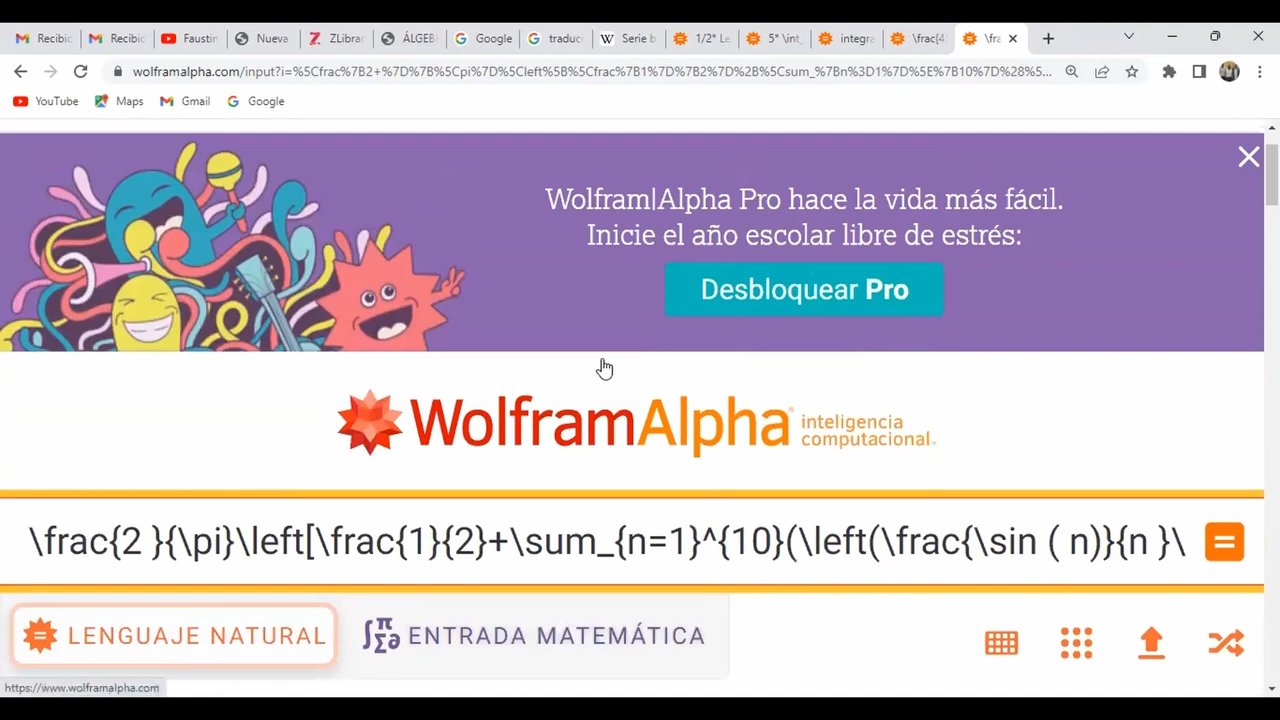 Recibic
Recibic
Faustin
Nueva
ZLibrar
ÁLGEB
Google
traduci
Serie b
1/2* Le
5* \int_
integra
\frac{4
\fra
wolframalpha.com/input?i=%5Cfrac%7B2+%7D%7B%5Cpi%7D%5Cleft%5B%5Cfrac%7B1%7D%7B2%7D%2B%5Csum_%7Bn%3D1%7D%5E%7B10%7D%28%5...
YouTube
Maps
Gmail
Google
Wolfram|Alpha Pro hace la vida más fácil.
Inicie el año escolar libre de estrés:
Desbloquear Pro
WolframAlpha
inteligencia
computacional
\frac{2 }{\pi}\left[\frac{1}{2}+\sum_{n=1}^{10}(\left(\frac{\sin ( n)}{n }\
LENGUAJE NATURAL
ENTRADA MATEMÁTICA
https://www.wolframalpha.com